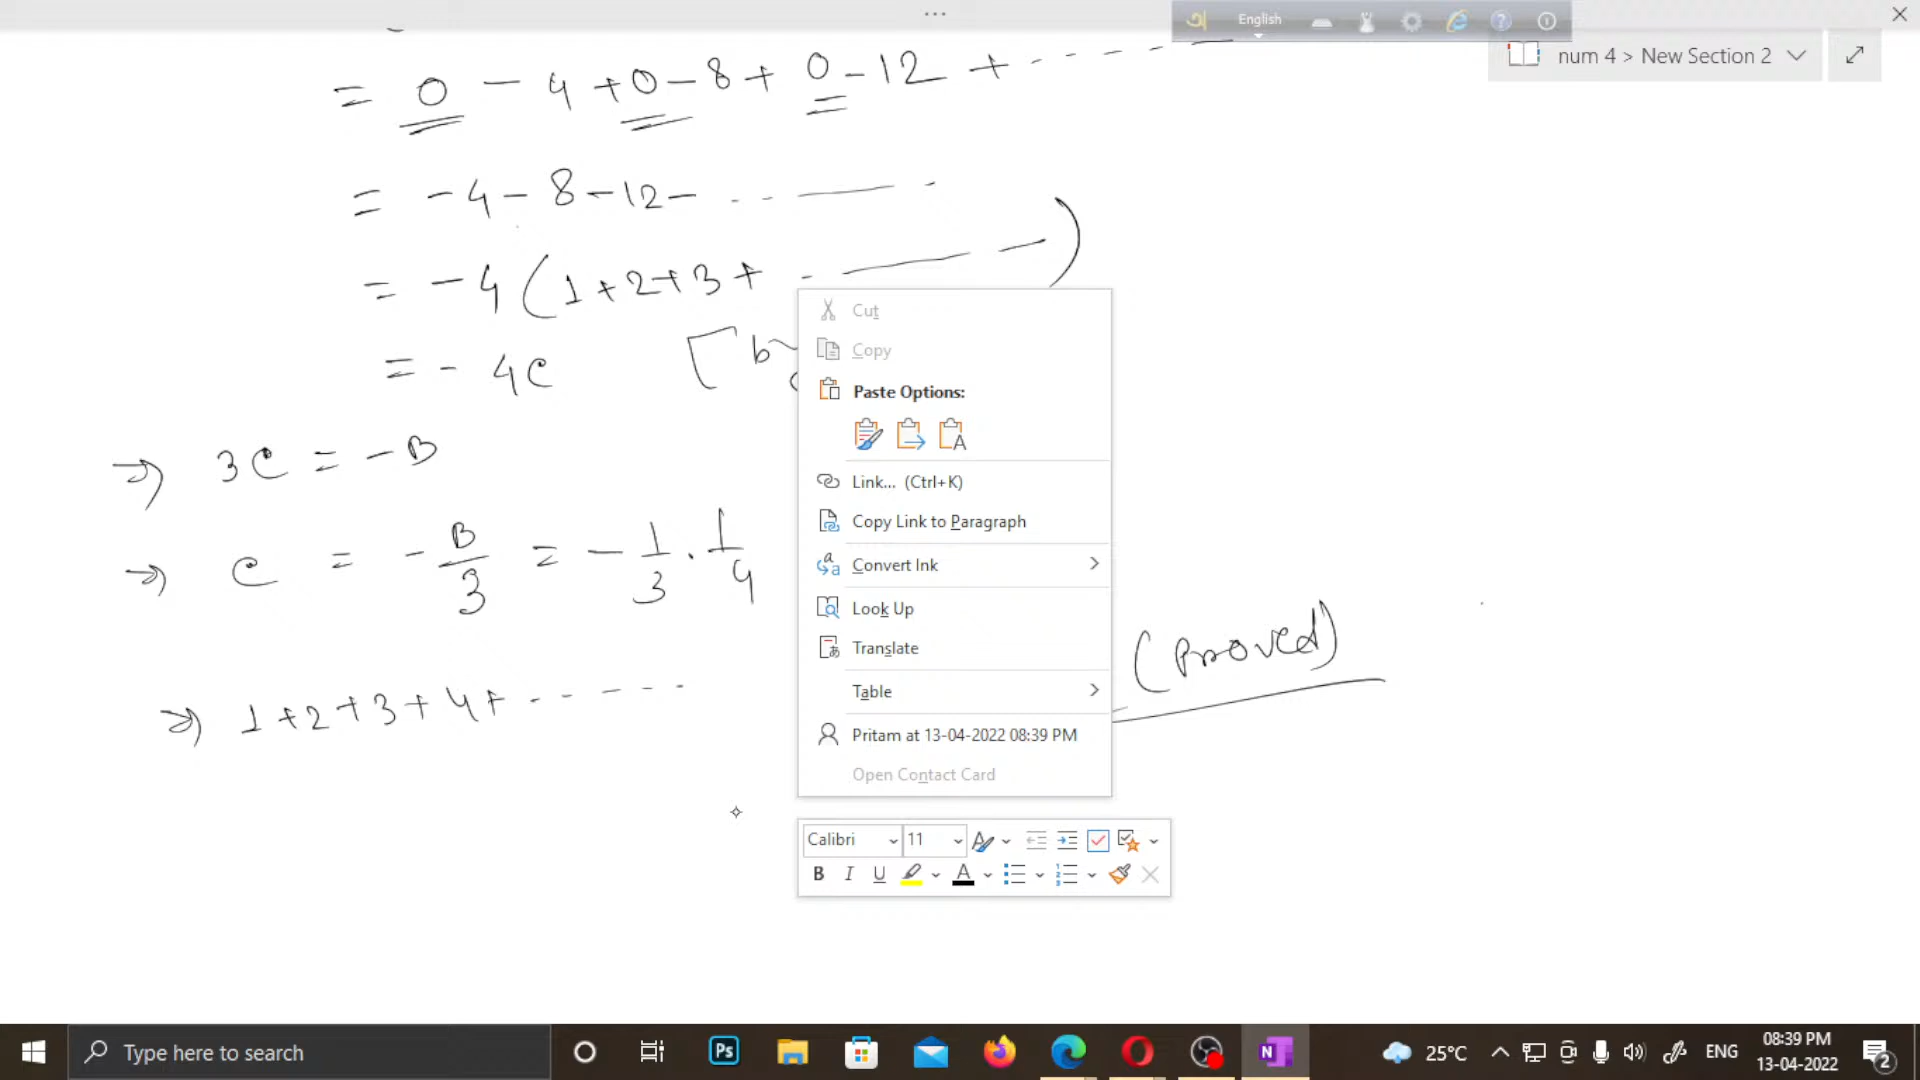 English
num 4 > New Section 2
= 0 - 4 + 0 - 8 + 0 - 12 + - - - -
= - 4 - 8 - 12 - - - —
= - 4 ( 1 + 2 + 3 + - — — )
= - 4C [ b
⇒ 3C = - B
⇒ C = - B/3 = - 1/3 . 1/4
(Proved)
⇒ 1 + 2 + 3 + 4 + - - - - - -
Cut
Copy
Paste Options:
Link... (Ctrl+K)
Copy Link to Paragraph
Convert Ink
Look Up
Translate
Table
Pritam at 13-04-2022 08:39 PM
Open Contact Card
Calibri 11
B I U A
Type here to search
Ps
N
25°C
ENG
08:39 PM
13-04-2022
2